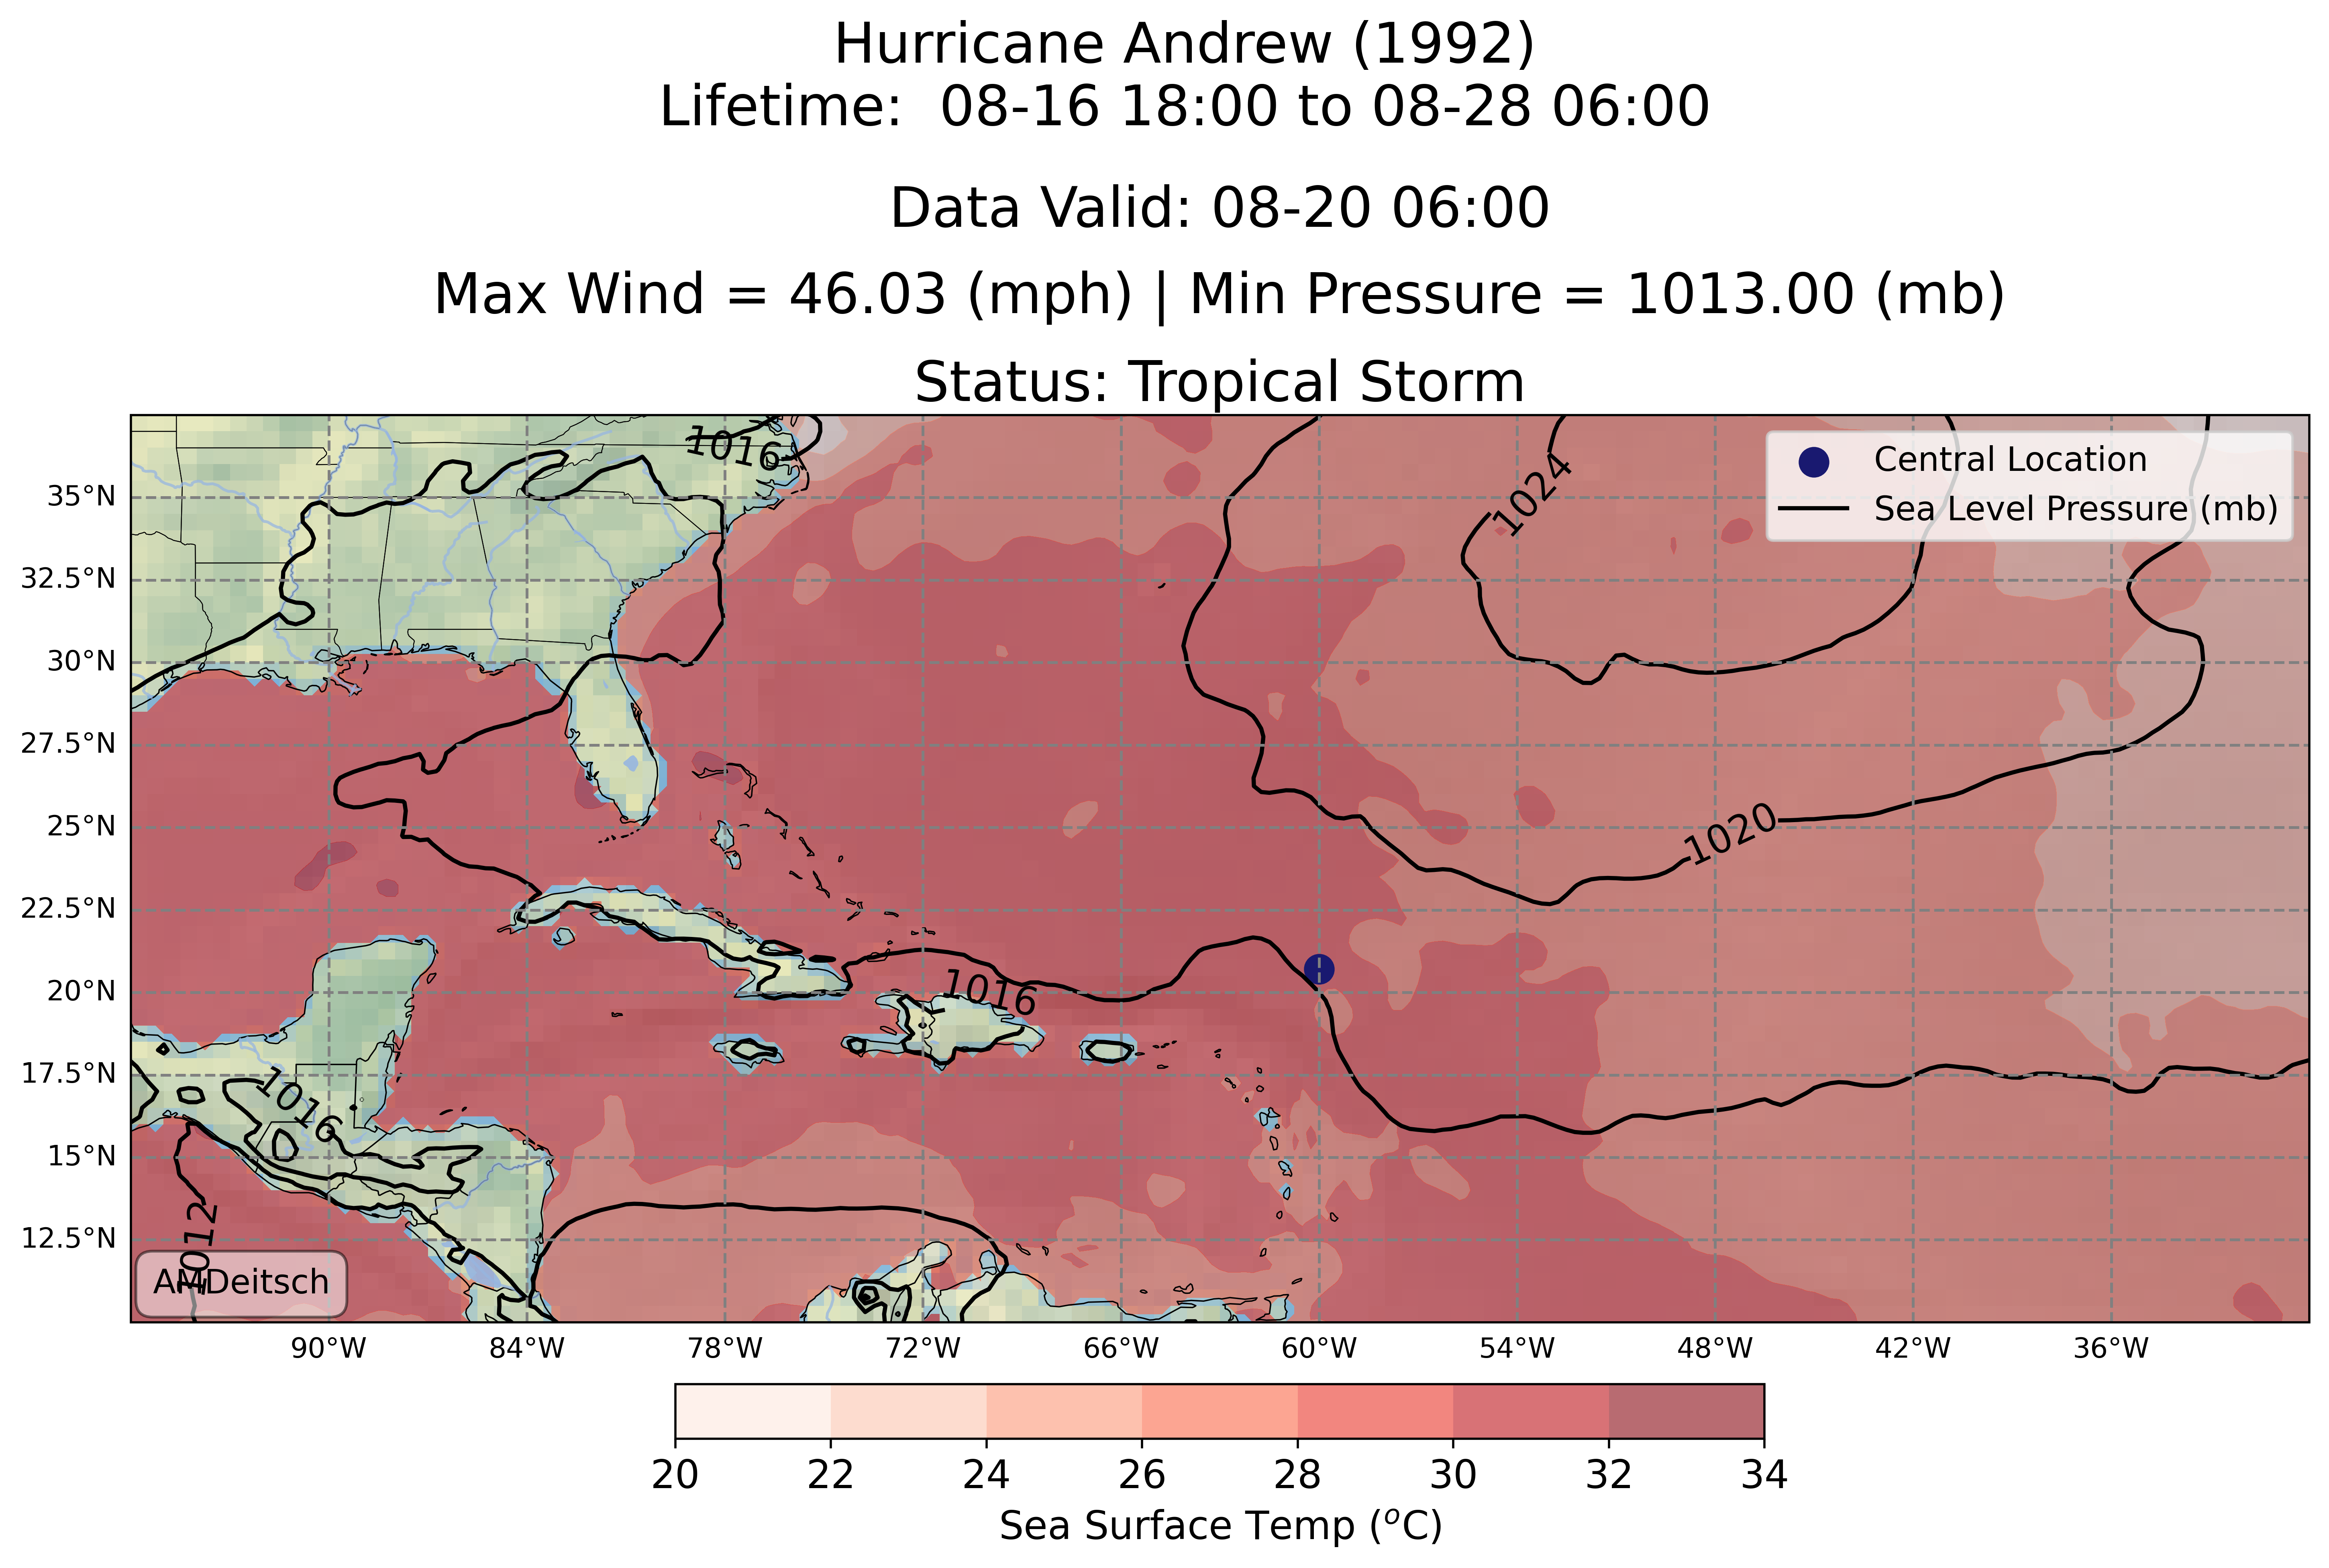 Hurricane Andrew (1992)
Lifetime:  08-16 18:00 to 08-28 06:00
Data Valid: 08-20 06:00
Max Wind = 46.03 (mph) | Min Pressure = 1013.00 (mb)
Status: Tropical Storm
Central Location
Sea Level Pressure (mb)
1016
1024
1020
1016
1016
1012
35°N
32.5°N
30°N
27.5°N
25°N
22.5°N
20°N
17.5°N
15°N
12.5°N
AMDeitsch
90°W 84°W 78°W 72°W 66°W 60°W 54°W 48°W 42°W 36°W
20 22 24 26 28 30 32 34
Sea Surface Temp (°C)